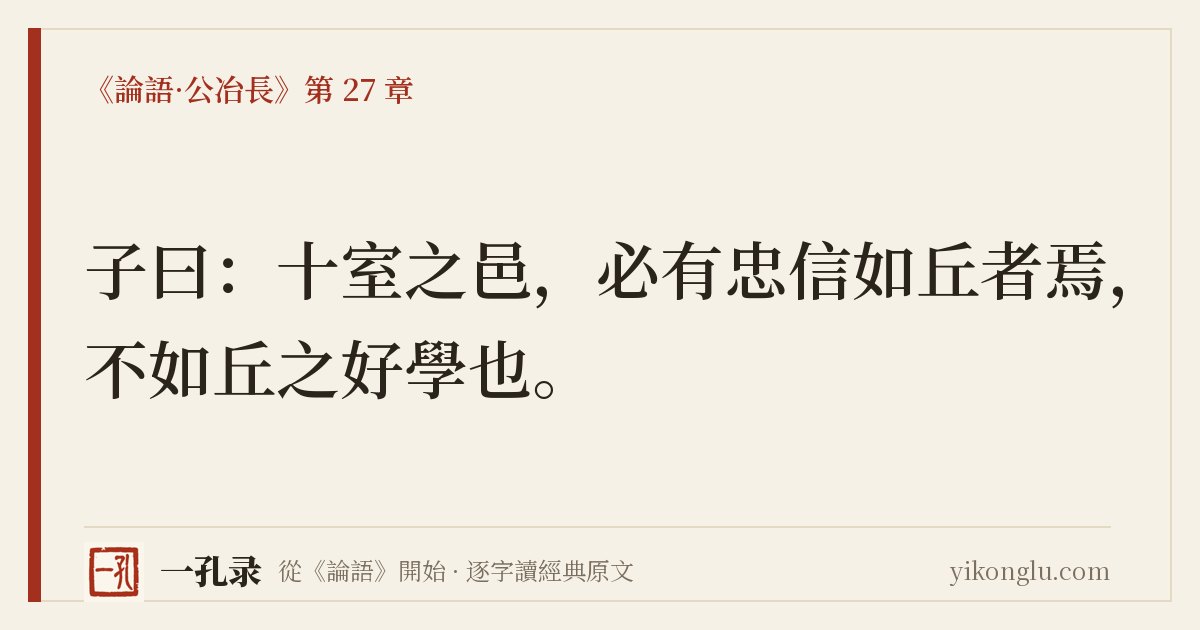 《論語·公冶長》第 27 章
子曰：十室之邑，必有忠信如丘者焉，
不如丘之好學也。
一孔
一孔录 從《論語》開始 · 逐字讀經典原文
yikonglu.com